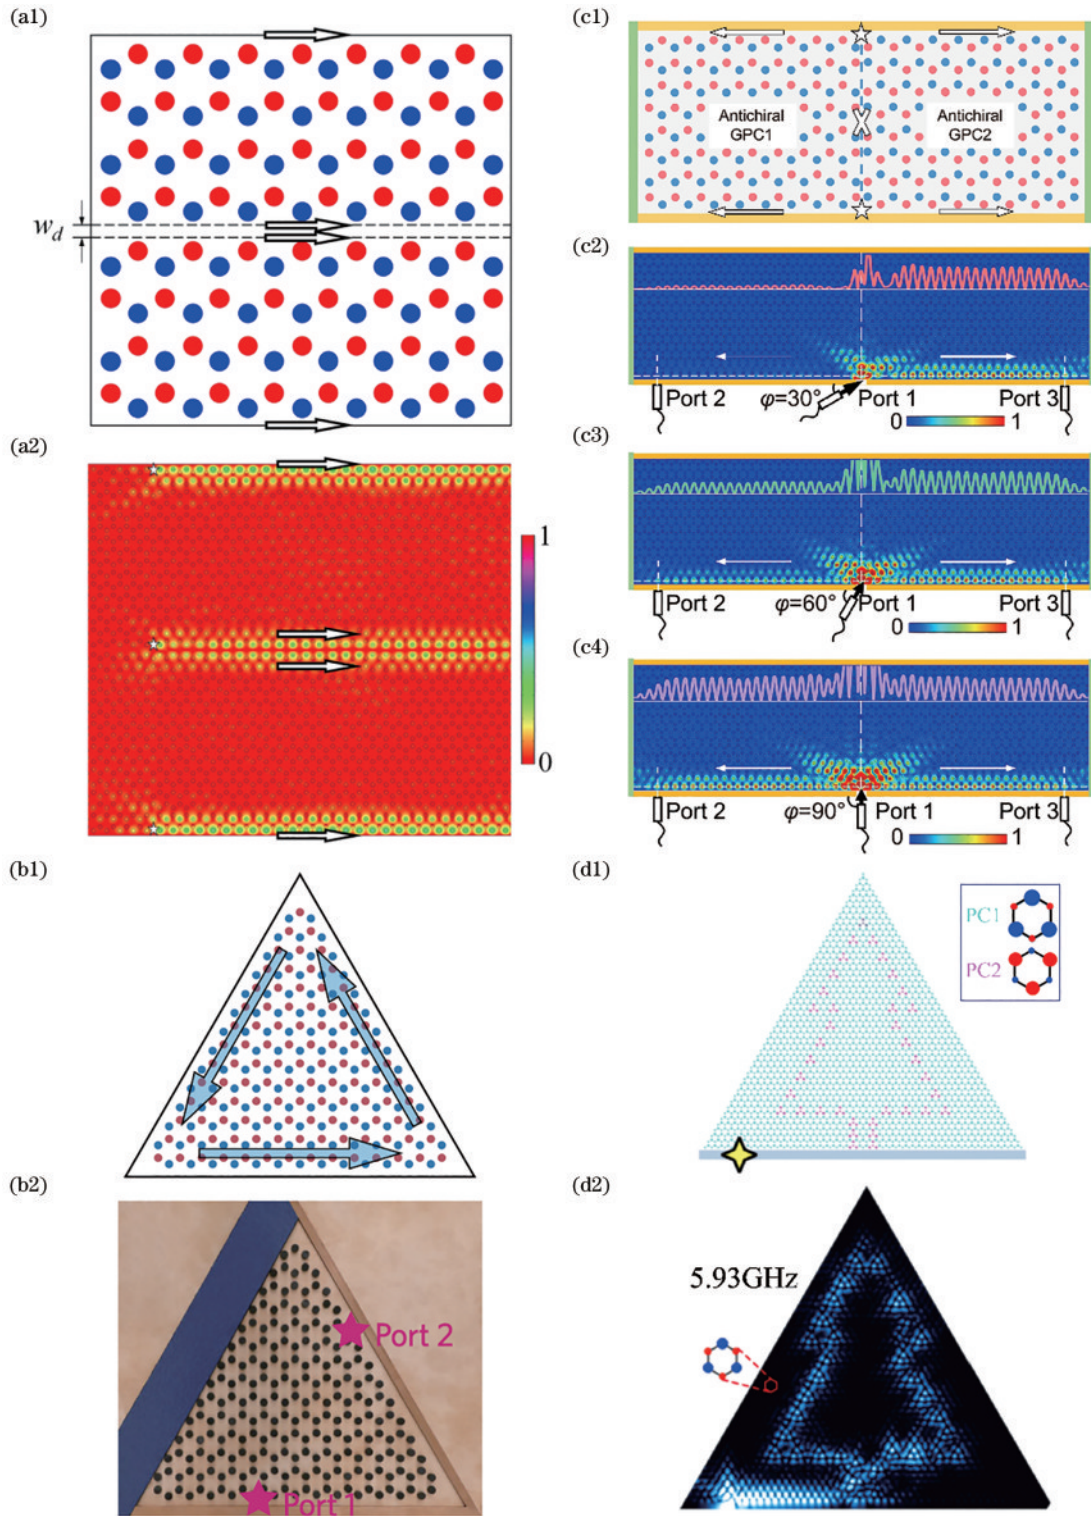 (a1)
w_d
(a2)
1
0
(b1)
(b2)
Port 2
Port 1
(c1)
Antichiral
GPC1
Antichiral
GPC2
(c2)
Port 2
φ=30°
Port 1
Port 3
0
1
(c3)
Port 2
φ=60°
Port 1
Port 3
0
1
(c4)
Port 2
φ=90°
Port 1
Port 3
0
1
(d1)
PC1
PC2
(d2)
5.93GHz